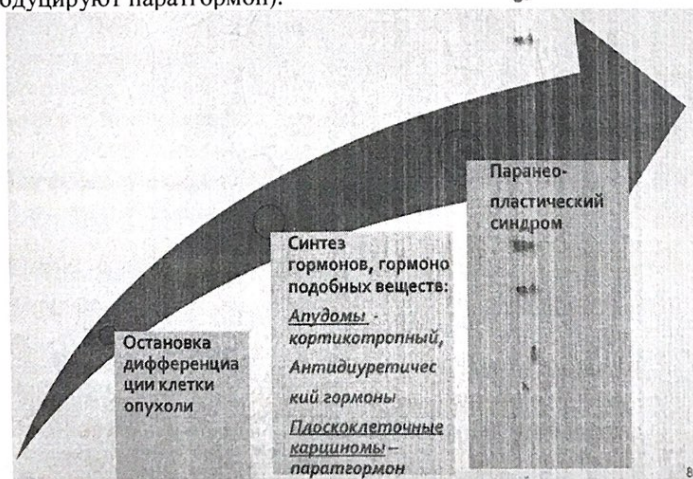 одуцируют паратгормон).
Остановка
дифференциа
ции клетки
опухоли
Синтез
гормонов, гормоно
подобных веществ:
Апудомы -
кортикотропный,
Антидиуретичес
кий гормоны
Плоскоклеточные
карциномы –
паратгормон
Паранео-
пластический
синдром
8